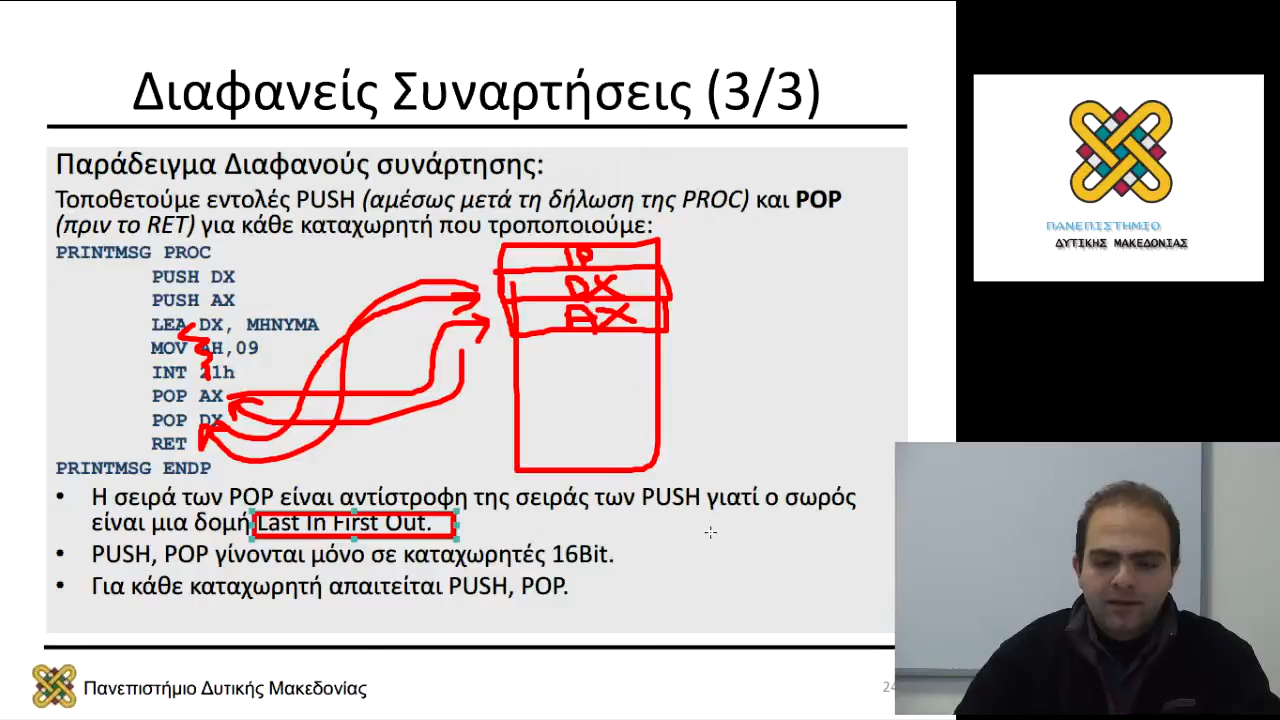 Διαφανείς Συναρτήσεις (3/3)
Παράδειγμα Διαφανούς συνάρτησης:
Τοποθετούμε εντολές PUSH (αμέσως μετά τη δήλωση της PROC) και POP
(πριν το RET) για κάθε καταχωρητή που τροποποιούμε:
PRINTMSG PROC
PUSH DX
PUSH AX
LEA DX, MHNYMA
MOV AH,09
INT 21h
POP AX
POP DX
RET
PRINTMSG ENDP
IP
DX
AX
• Η σειρά των POP είναι αντίστροφη της σειράς των PUSH γιατί ο σωρός
είναι μια δομή Last In First Out.
• PUSH, POP γίνονται μόνο σε καταχωρητές 16Bit.
• Για κάθε καταχωρητή απαιτείται PUSH, POP.
Πανεπιστήμιο Δυτικής Μακεδονίας
24
ΠΑΝΕΠΙΣΤΗΜΙΟ
ΔΥΤΙΚΗΣ ΜΑΚΕΔΟΝΙΑΣ